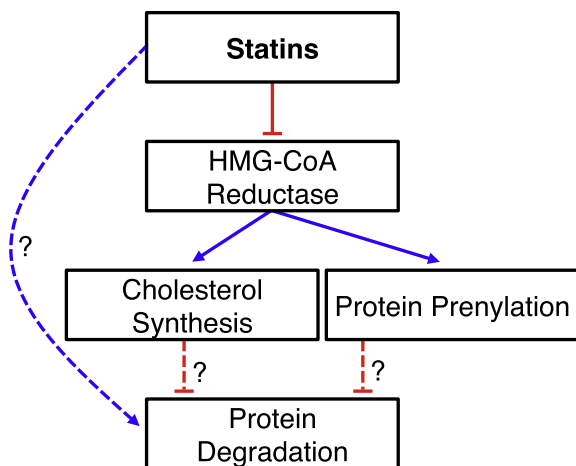 Statins
HMG-CoA
Reductase
?
Cholesterol
Synthesis
Protein Prenylation
?
?
Protein
Degradation